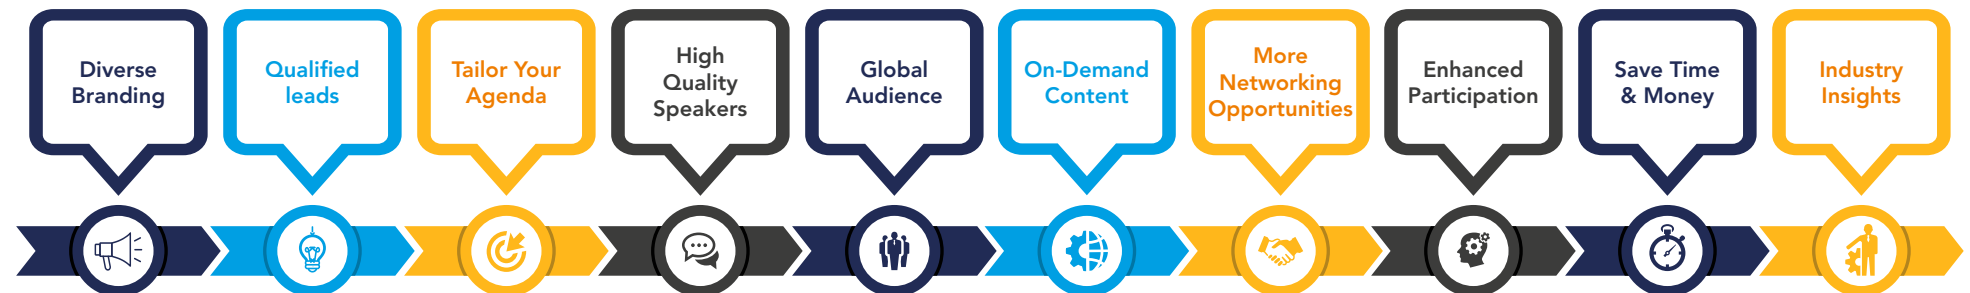 Diverse
Branding
Qualified
leads
Tailor Your
Agenda
High
Quality
Speakers
Global
Audience
On-Demand
Content
More
Networking
Opportunities
Enhanced
Participation
Save Time
& Money
Industry
Insights